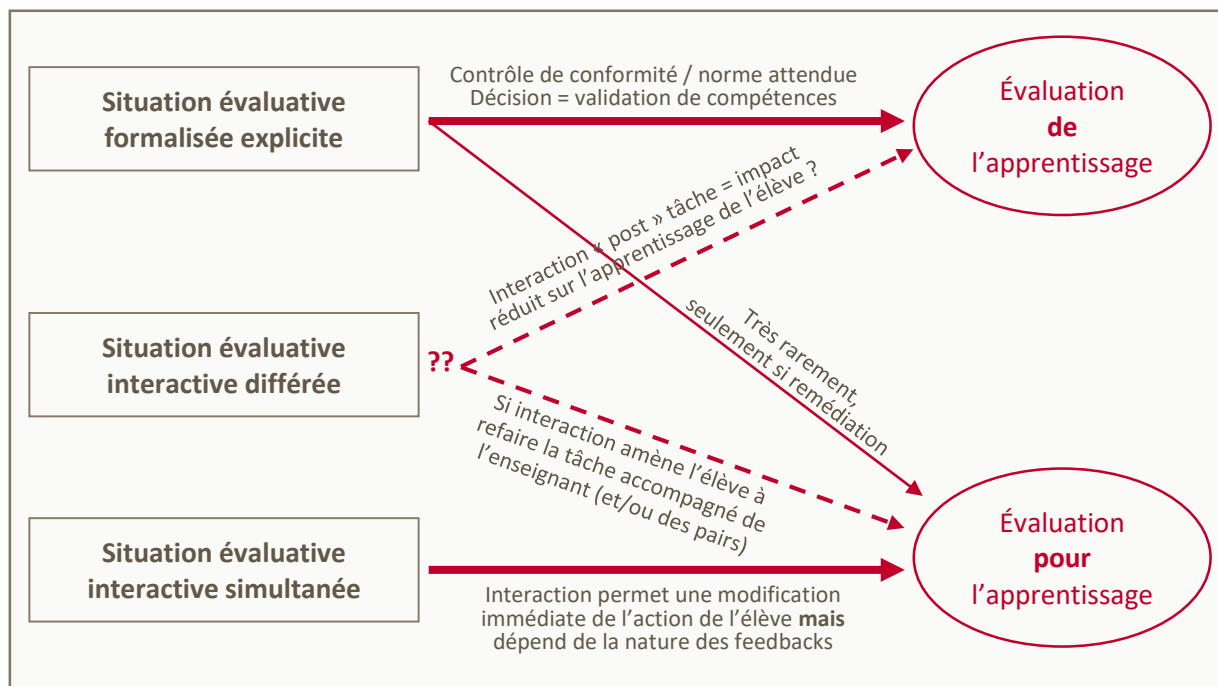 Situation évaluative
formalisée explicite
Contrôle de conformité / norme attendue
Décision = validation de compétences
Évaluation
de
l’apprentissage
Interaction « post » tâche = impact
réduit sur l’apprentissage de l’élève ?
Très rarement,
seulement si remédiation
Situation évaluative
interactive différée
??
Si interaction amène l’élève à
refaire la tâche accompagné de
l’enseignant (et/ou des pairs)
Situation évaluative
interactive simultanée
Interaction permet une modification
immédiate de l’action de l’élève mais
dépend de la nature des feedbacks
Évaluation
pour
l’apprentissage